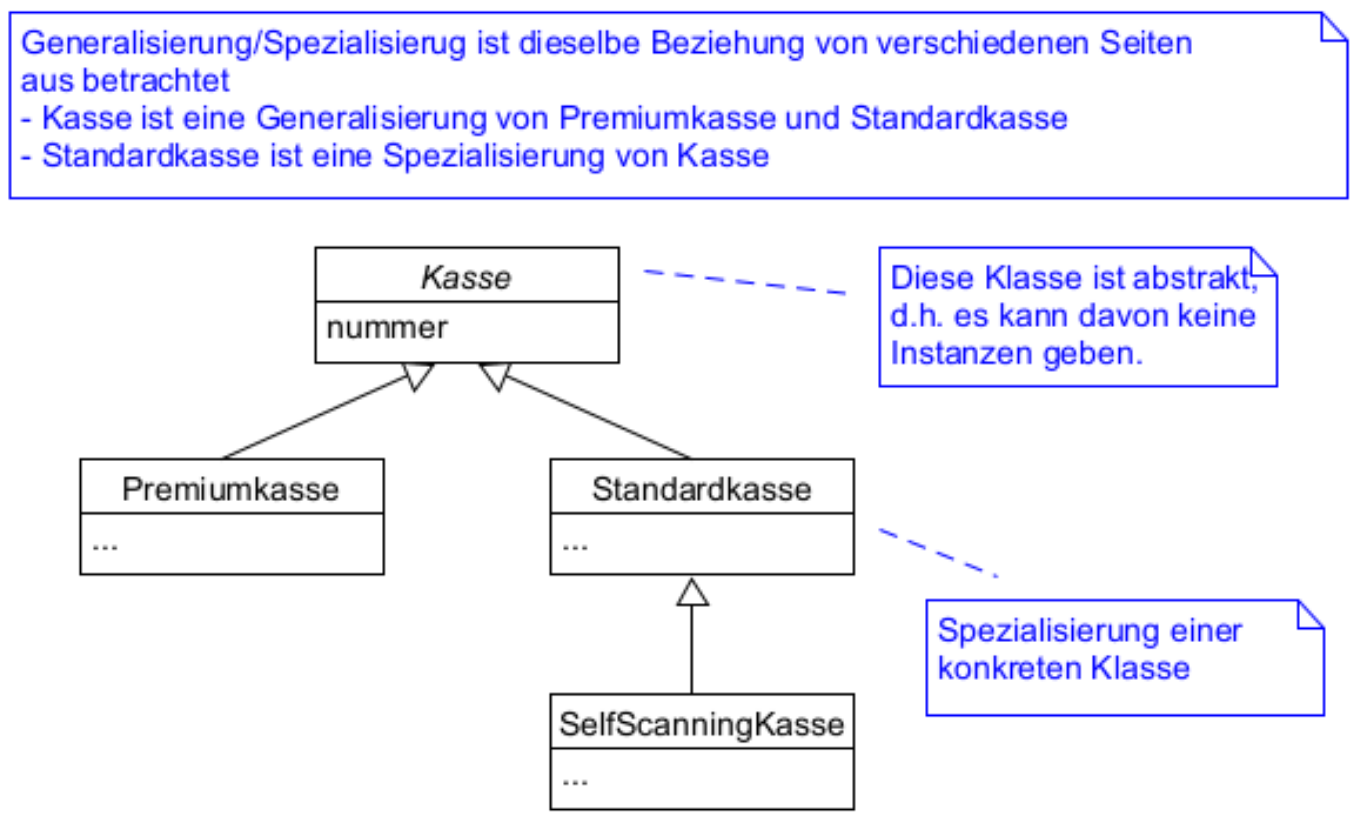 Generalisierung/Spezialisierug ist dieselbe Beziehung von verschiedenen Seiten
aus betrachtet
- Kasse ist eine Generalisierung von Premiumkasse und Standardkasse
- Standardkasse ist eine Spezialisierung von Kasse
Kasse
nummer
Diese Klasse ist abstrakt,
d.h. es kann davon keine
Instanzen geben.
Premiumkasse
...
Standardkasse
...
Spezialisierung einer
konkreten Klasse
SelfScanningKasse
...